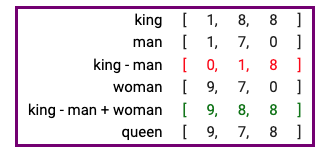 king [ 1, 8, 8 ]
man [ 1, 7, 0 ]
king - man [ 0, 1, 8 ]
woman [ 9, 7, 0 ]
king - man + woman [ 9, 8, 8 ]
queen [ 9, 7, 8 ]